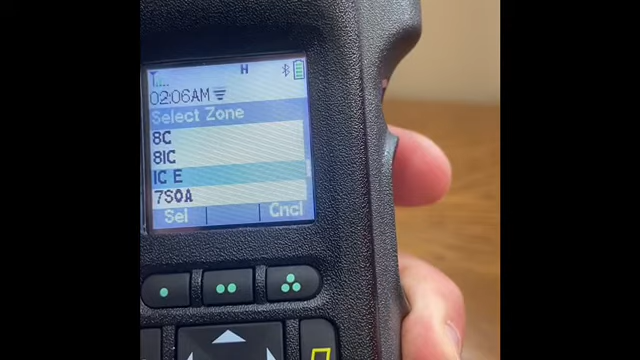 H
02:06AM
Select Zone
8C
8IC
IC E
7SOA
Sel Cncl